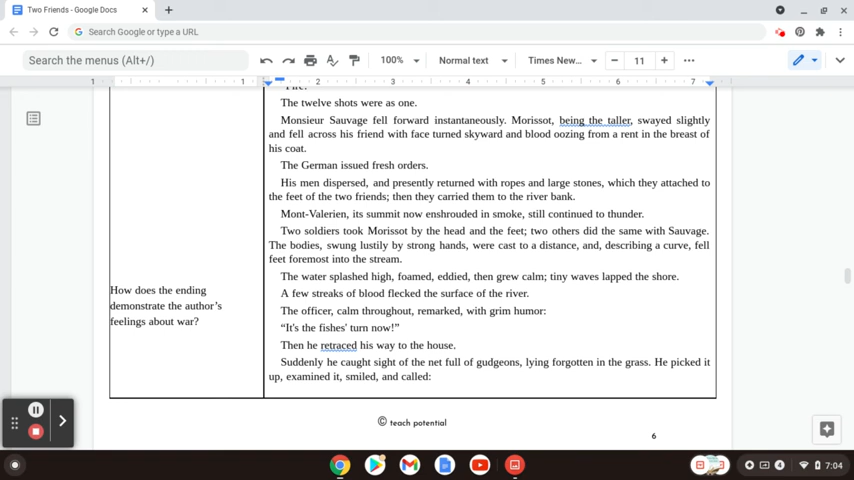 Two Friends - Google Docs
Search Google or type a URL
Search the menus (Alt+/)
100%
Normal text
Times New...
11
1 1 2 3 4 5 6 7
"Fire!"
The twelve shots were as one.
Monsieur Sauvage fell forward instantaneously. Morissot, being the taller, swayed slightly
and fell across his friend with face turned skyward and blood oozing from a rent in the breast of
his coat.
The German issued fresh orders.
His men dispersed, and presently returned with ropes and large stones, which they attached to
the feet of the two friends; then they carried them to the river bank.
Mont-Valerien, its summit now enshrouded in smoke, still continued to thunder.
Two soldiers took Morissot by the head and the feet; two others did the same with Sauvage.
The bodies, swung lustily by strong hands, were cast to a distance, and, describing a curve, fell
feet foremost into the stream.
The water splashed high, foamed, eddied, then grew calm; tiny waves lapped the shore.
A few streaks of blood flecked the surface of the river.
The officer, calm throughout, remarked, with grim humor:
“It's the fishes' turn now!”
Then he retraced his way to the house.
Suddenly he caught sight of the net full of gudgeons, lying forgotten in the grass. He picked it
up, examined it, smiled, and called:
How does the ending
demonstrate the author’s
feelings about war?
© teach potential
6
4
7:04